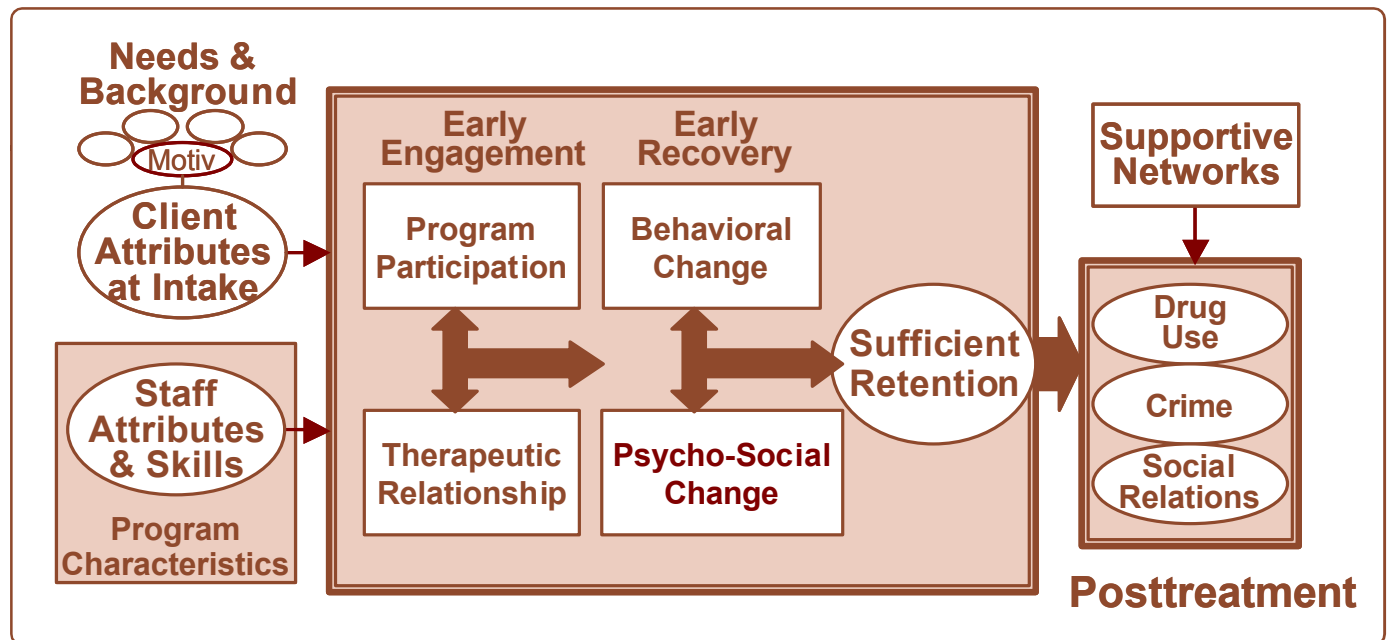 Needs &
Background
Motiv
Client
Attributes
at Intake
Staff
Attributes
& Skills
Program
Characteristics
Early
Engagement
Program
Participation
Therapeutic
Relationship
Early
Recovery
Behavioral
Change
Psycho-Social
Change
Sufficient
Retention
Supportive
Networks
Drug
Use
Crime
Social
Relations
Posttreatment